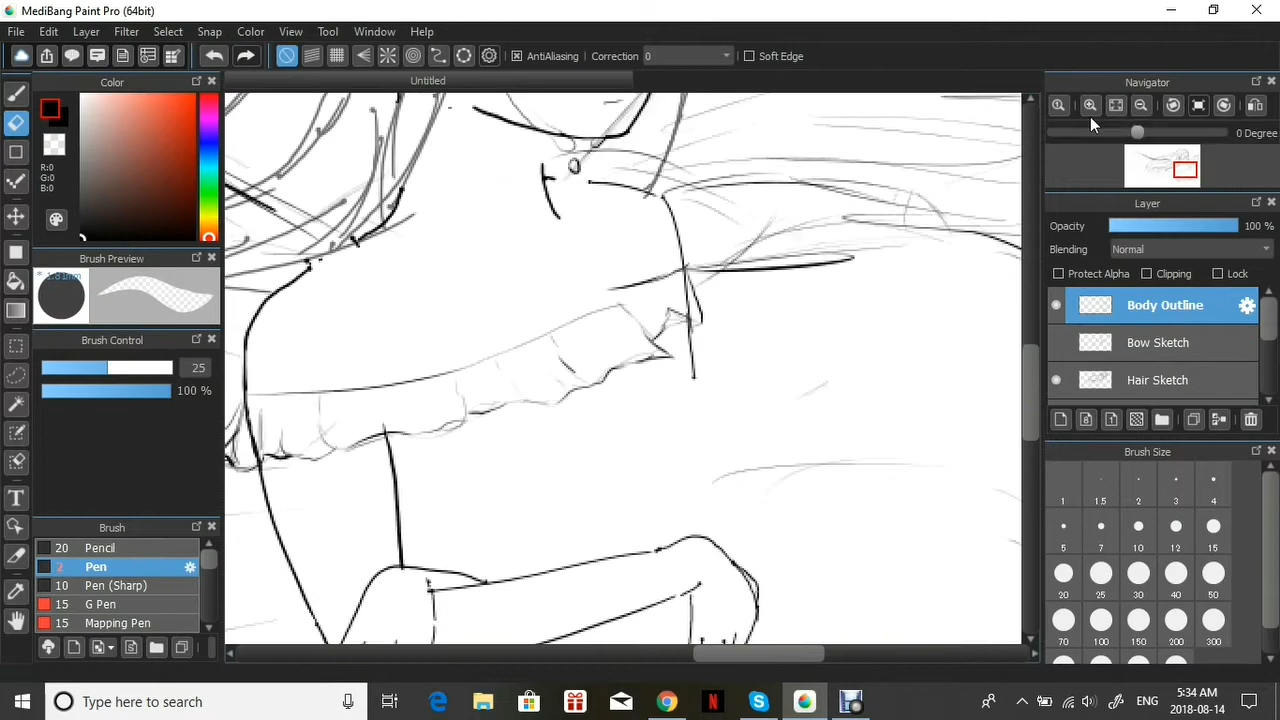 MediBang Paint Pro (64bit)
File Edit Layer Filter Select Snap Color View Tool Window Help
AntiAliasing Correction 0 Soft Edge
Color
Untitled
Navigator
0 Degree
R:0
G:0
B:0
Layer
Opacity 100 %
Blending Normal
Protect Alpha Clipping Lock
Brush Preview
* 1.81mm
Body Outline
Bow Sketch
Hair Sketch
Brush Control
25
100 %
Brush Size
1 1.5 2 3 4
5 7 10 12 15
20 25 30 40 50
70 100 150 200 300
Brush
20 Pencil
2 Pen
10 Pen (Sharp)
15 G Pen
15 Mapping Pen
Type here to search
ENG
5:34 AM
2018-08-14